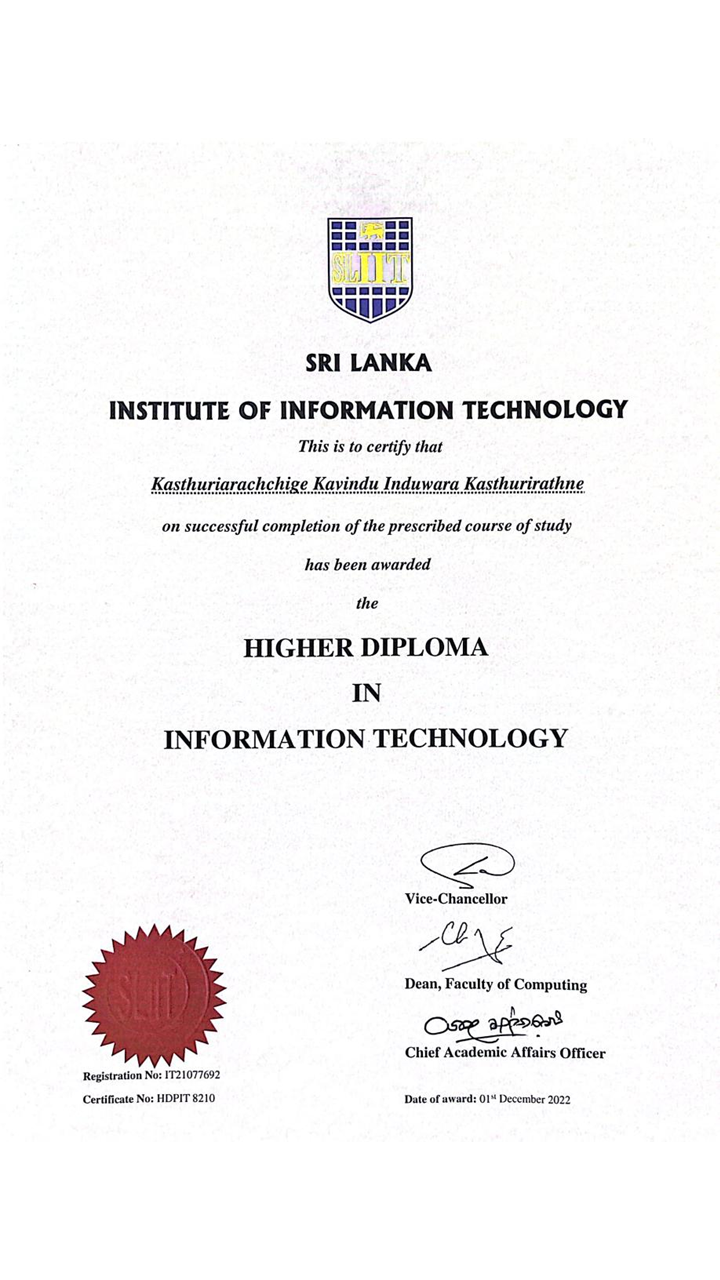 SLIIT
SRI LANKA
INSTITUTE OF INFORMATION TECHNOLOGY
This is to certify that
Kasthuriarachchige Kavindu Induwara Kasthurirathne
on successful completion of the prescribed course of study
has been awarded
the
HIGHER DIPLOMA
IN
INFORMATION TECHNOLOGY
Vice-Chancellor
Dean, Faculty of Computing
Chief Academic Affairs Officer
SLIIT
Registration No: IT21077692
Certificate No: HDPIT 8210
Date of award: 01st December 2022